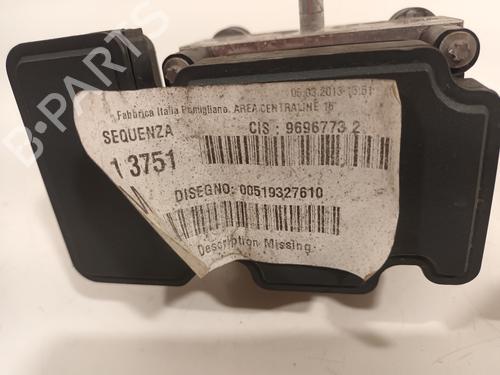 05.03.2013 13:51
Fabbrica Italia Pomigliano. AREA CENTRALINE 16
SEQUENZA
CIS : 9696773 2
1 3751
DISEGNO: 00519327610
Description Missing